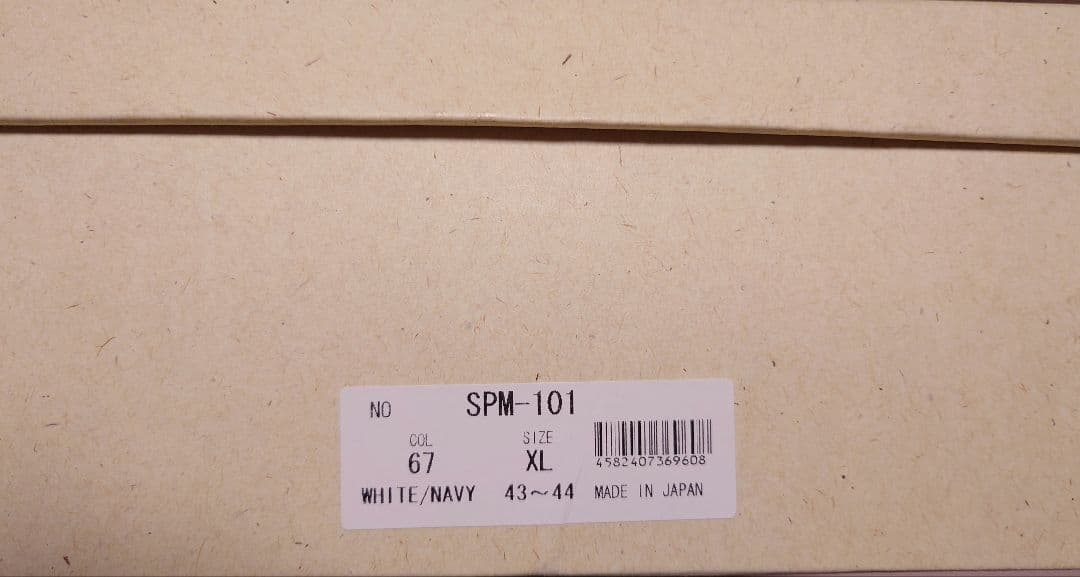 NO SPM-101
COL SIZE
67 XL
4582407369608
WHITE/NAVY 43～44 MADE IN JAPAN